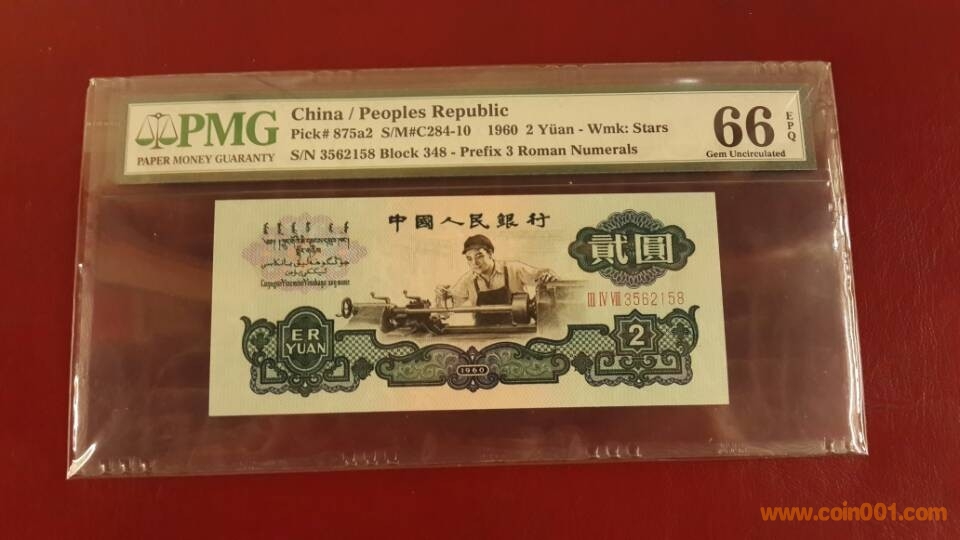 PMG
PAPER MONEY GUARANTY
China / Peoples Republic
Pick# 875a2 S/M#C284-10 1960 2 Yüan - Wmk: Stars
S/N 3562158 Block 348 - Prefix 3 Roman Numerals
66
EPQ
Gem Uncirculated
中國人民銀行
貳圓
III IV VIII 3562158
ER
YUAN
2
1960
www.coin001.com